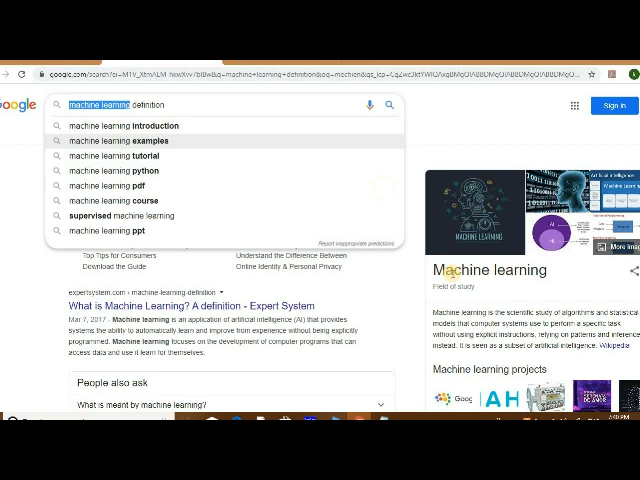 Google
machine learning definition
Sign in
machine learning introduction
machine learning examples
machine learning tutorial
machine learning python
machine learning pdf
machine learning course
supervised machine learning
machine learning ppt
Report inappropriate predictions
Top Tips for Consumers
Understand the Difference Between
Download the Guide
Online Identity & Personal Privacy
expertsystem.com › machine-learning-definition
What is Machine Learning? A definition - Expert System
Mar 7, 2017 - Machine learning is an application of artificial intelligence (AI) that provides
systems the ability to automatically learn and improve from experience without being explicitly
programmed. Machine learning focuses on the development of computer programs that can
access data and use it learn for themselves.
People also ask
What is meant by machine learning?
MACHINE LEARNING
Artificial Intelligence
AI
ML
More
Machine learning
Field of study
Machine learning is the scientific study of algorithms and statistical
models that computer systems use to perform a specific task
without using explicit instructions, relying on patterns and inference
instead. It is seen as a subset of artificial intelligence. Wikipedia
Machine learning projects
Goog
AH